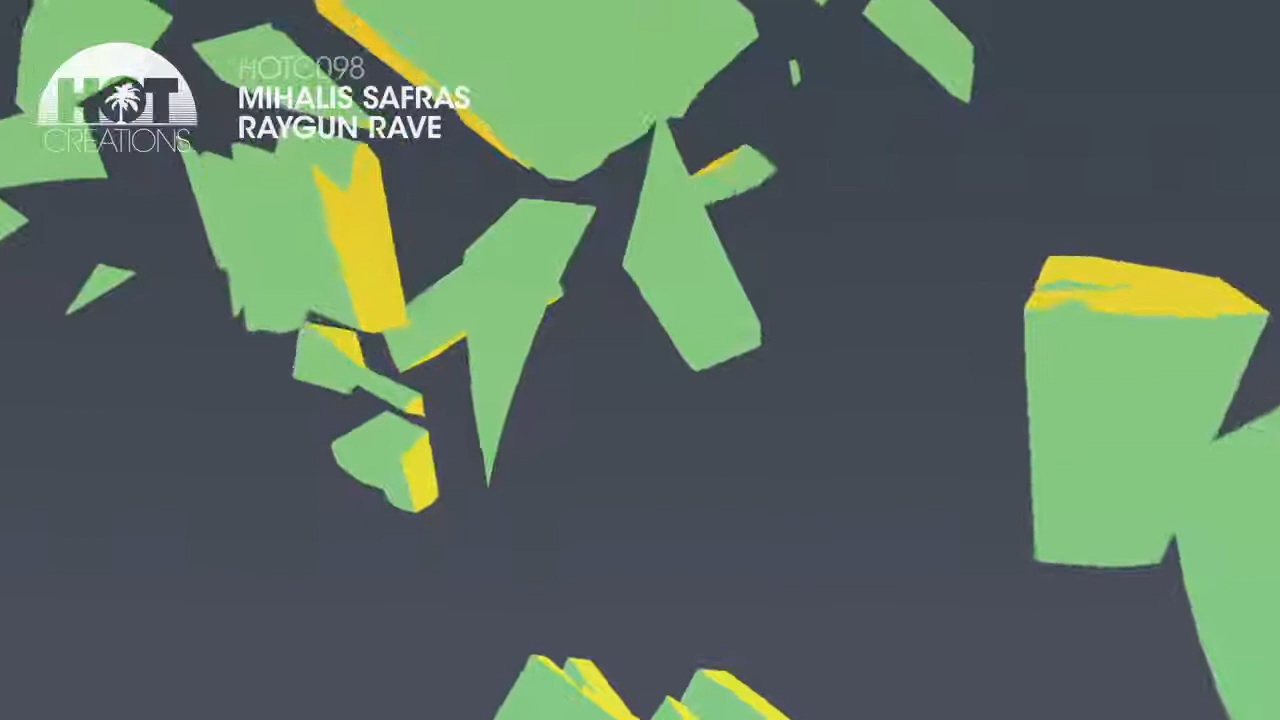 HOT
CREATIONS
HOTC098
MIHALIS SAFRAS
RAYGUN RAVE